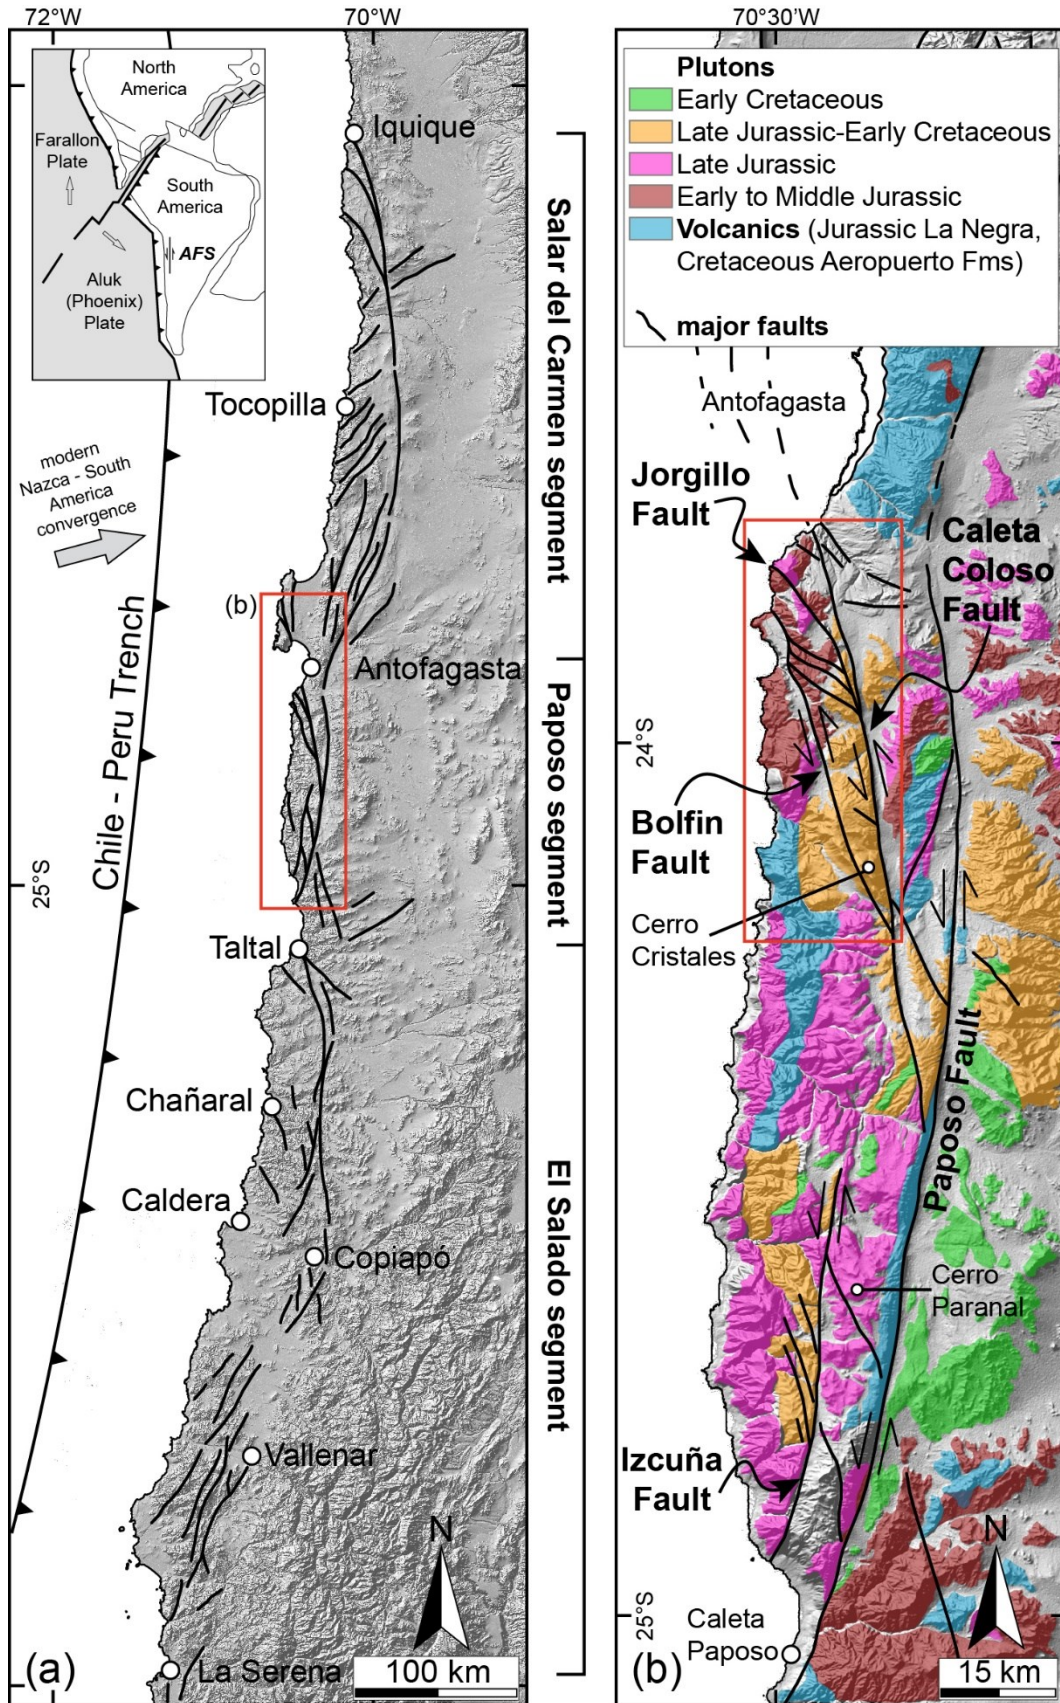 72°W
70°W
North
America
Farallon
Plate
South
America
AFS
Aluk
(Phoenix)
Plate
modern
Nazca - South
America
convergence
Chile - Peru Trench
25°S
Iquique
Tocopilla
(b)
Antofagasta
Taltal
Chañaral
Caldera
Copiapó
Vallenar
La Serena
N
(a)
100 km
Salar del Carmen segment
Paposo segment
El Salado segment
70°30'
Plutons
Early Cretaceous
Late Jurassic-Early Cretaceous
Late Jurassic
Early to Middle Jurassic
Volcanics (Jurassic La Negra,
Cretaceous Aeropuerto Fms)
major faults
Antofagasta
Jorgillo
Fault
Caleta
Coloso
Fault
24°S
Bolfin
Fault
Cerro
Cristales
Paposo Fault
Cerro
Paranal
Izcuña
Fault
25°S
Caleta
Paposo
N
(b)
15 km